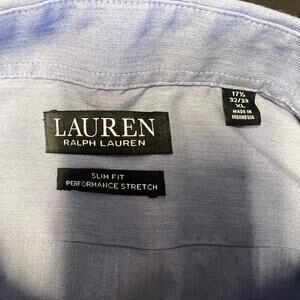 LAUREN
RALPH LAUREN
SLIM FIT
PERFORMANCE STRETCH
17½
32/33
XL
MADE IN
INDONESIA